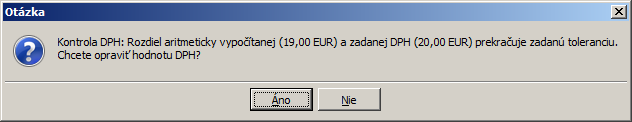 Otázka
Kontrola DPH: Rozdiel aritmeticky vypočítanej (19,00 EUR) a zadanej DPH (20,00 EUR) prekračuje zadanú toleranciu.
Chcete opraviť hodnotu DPH?
Áno
Nie